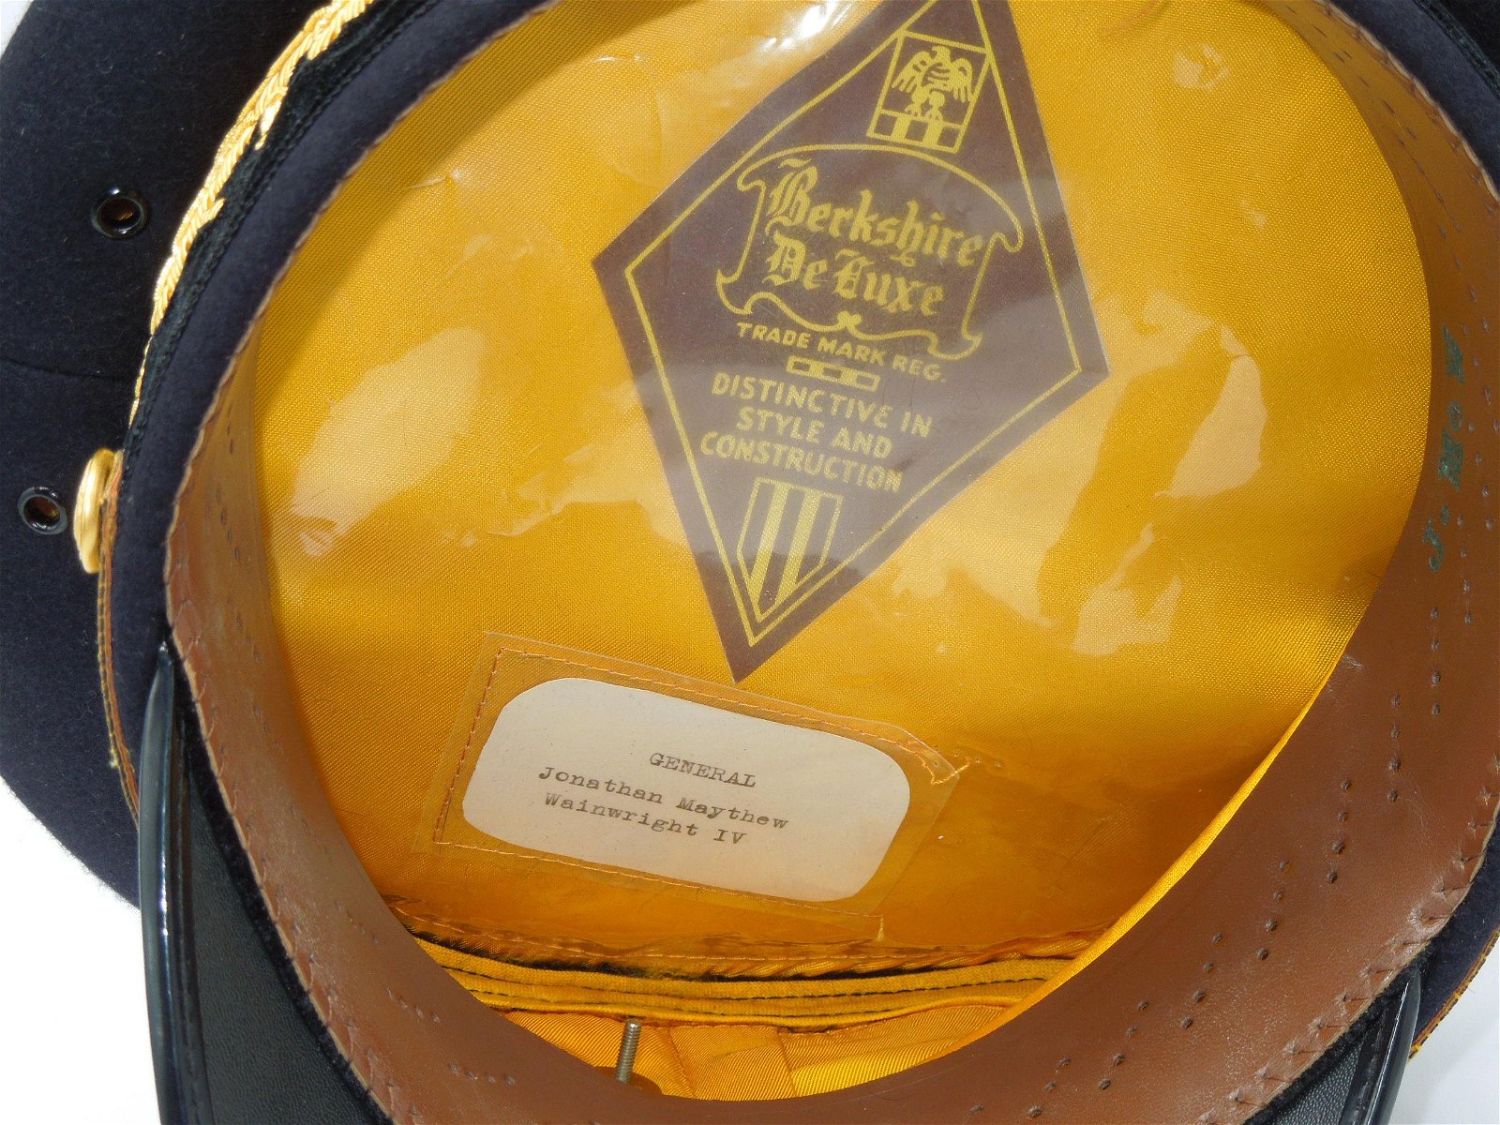 Berkshire
De Luxe
TRADE MARK REG.
DISTINCTIVE IN
STYLE AND
CONSTRUCTION
GENERAL
Jonathan Maythew
Wainwright IV
J. M. W